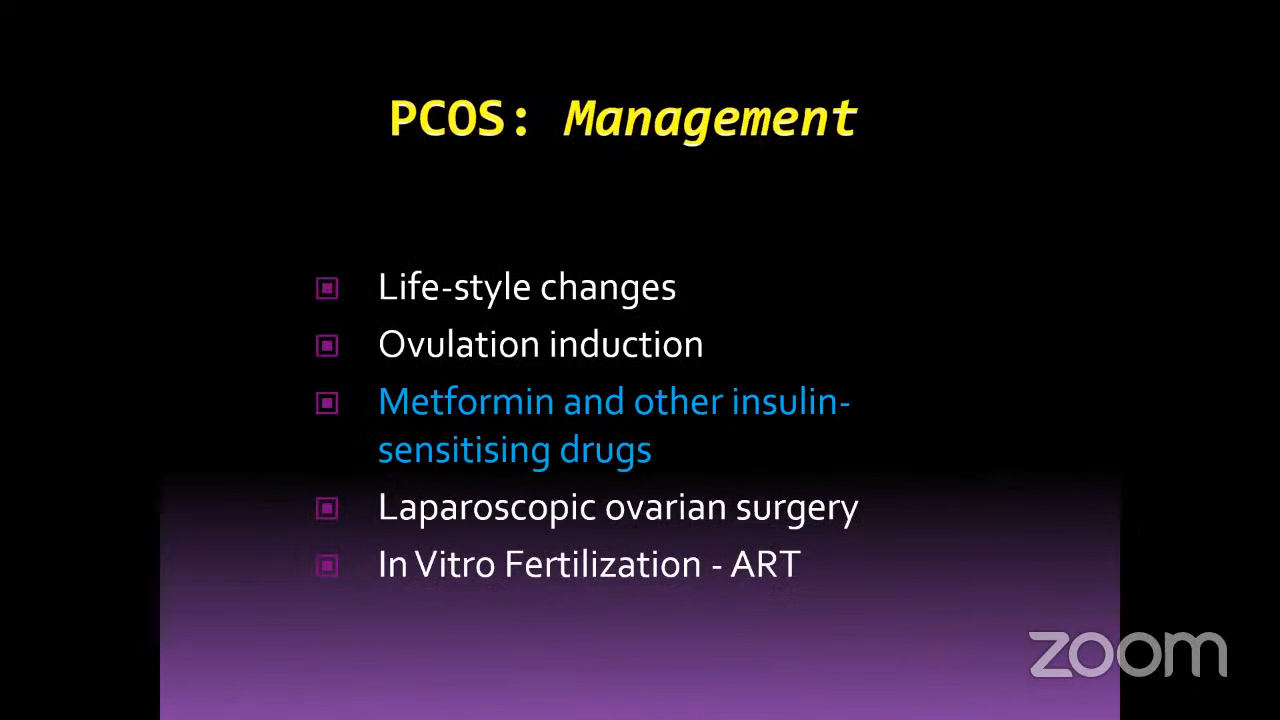 PCOS: Management
Life-style changes
Ovulation induction
Metformin and other insulin-
sensitising drugs
Laparoscopic ovarian surgery
In Vitro Fertilization - ART
zoom